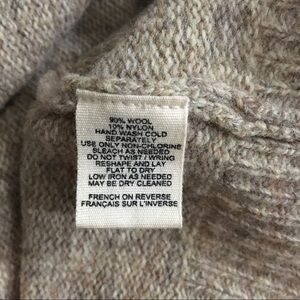 90% WOOL
10% NYLON
HAND WASH COLD
SEPARATELY
USE ONLY NON-CHLORINE
BLEACH AS NEEDED
DO NOT TWIST / WRING
RESHAPE AND LAY
FLAT TO DRY
LOW IRON AS NEEDED
MAY BE DRY CLEANED
FRENCH ON REVERSE
FRANÇAIS SUR L'INVERSE